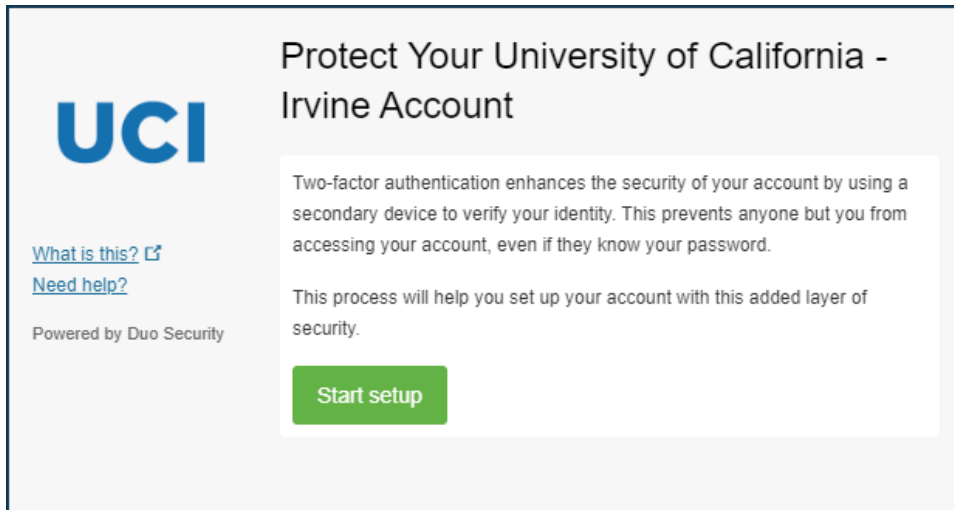 Protect Your University of California -
Irvine Account
UCI
What is this?
Need help?
Powered by Duo Security
Two-factor authentication enhances the security of your account by using a
secondary device to verify your identity. This prevents anyone but you from
accessing your account, even if they know your password.
This process will help you set up your account with this added layer of
security.
Start setup